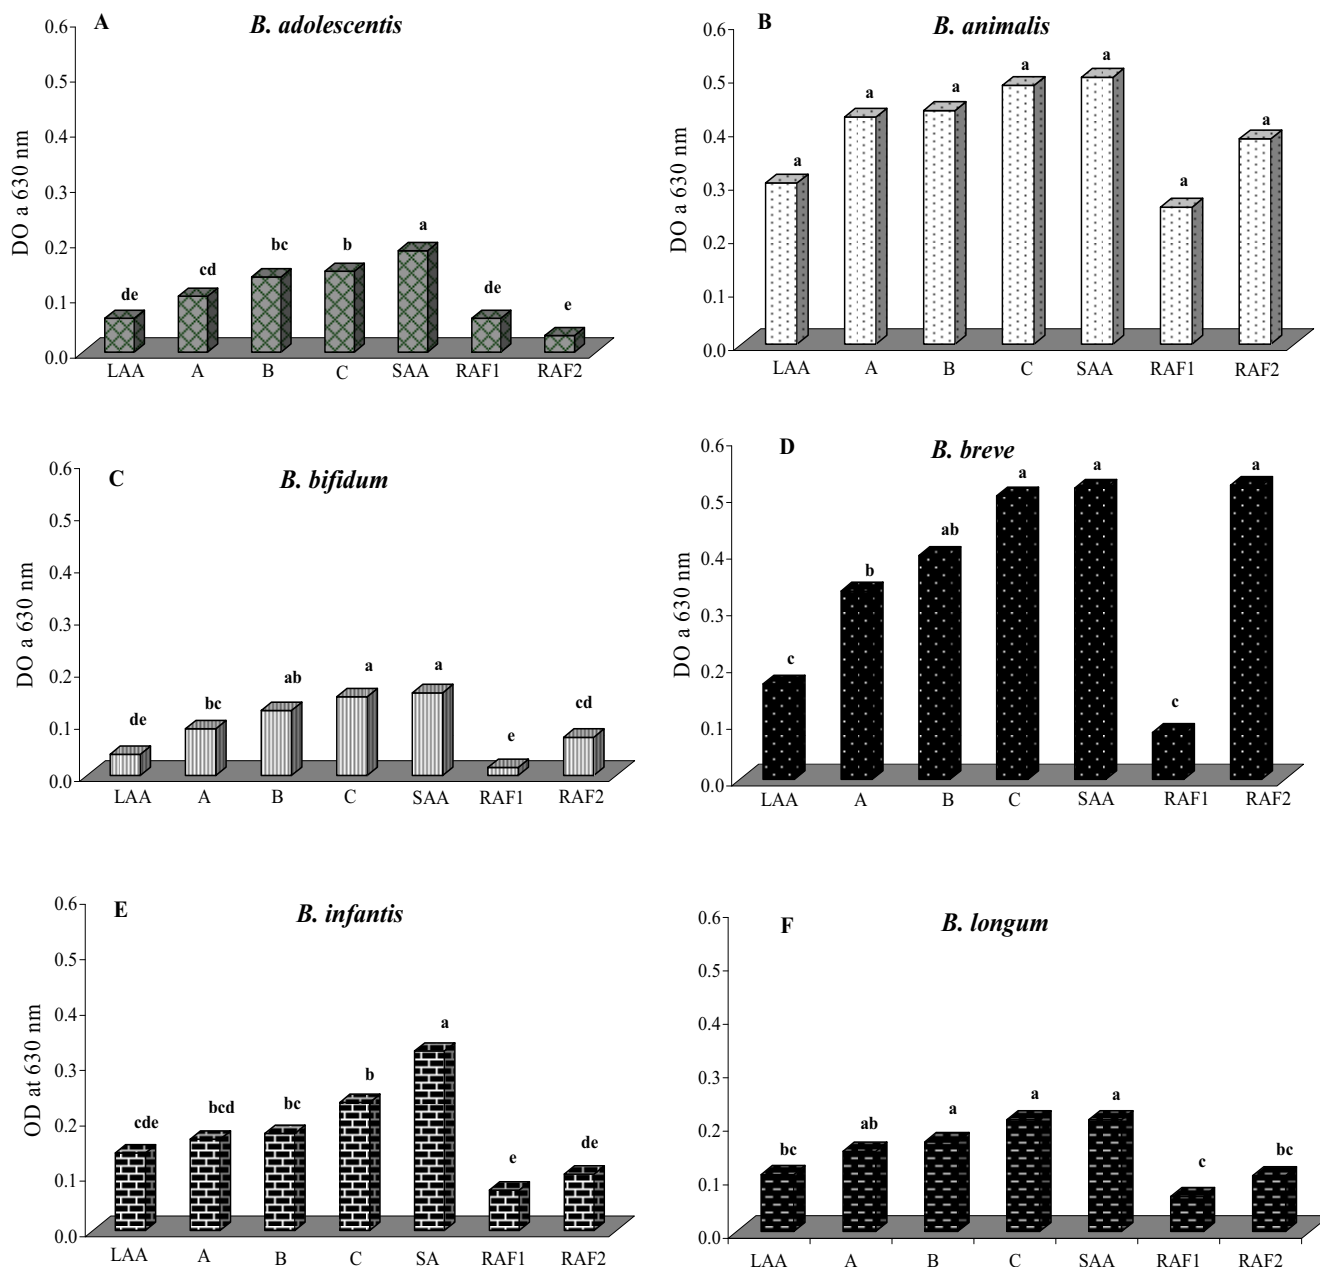 A
B. adolescentis
DO a 630 nm
0.6
0.5
0.4
0.3
0.2
0.1
0.0
de
cd
bc
b
a
de
e
LAA A B C SAA RAF1 RAF2
B
B. animalis
DO a 630 nm
0.6
0.5
0.4
0.3
0.2
0.1
0.0
a
a
a
a
a
a
a
LAA A B C SAA RAF1 RAF2
C
B. bifidum
DO a 630 nm
0.6
0.5
0.4
0.3
0.2
0.1
0.0
de
bc
ab
a
a
e
cd
LAA A B C SAA RAF1 RAF2
D
B. breve
DO a 630 nm
0.6
0.5
0.4
0.3
0.2
0.1
0.0
c
b
ab
a
a
c
a
LAA A B C SAA RAF1 RAF2
E
B. infantis
OD at 630 nm
0.6
0.5
0.4
0.3
0.2
0.1
0.0
cde
bcd
bc
b
a
e
de
LAA A B C SA RAF1 RAF2
F
B. longum
0.6
0.5
0.4
0.3
0.2
0.1
0.0
bc
ab
a
a
a
c
bc
LAA A B C SAA RAF1 RAF2